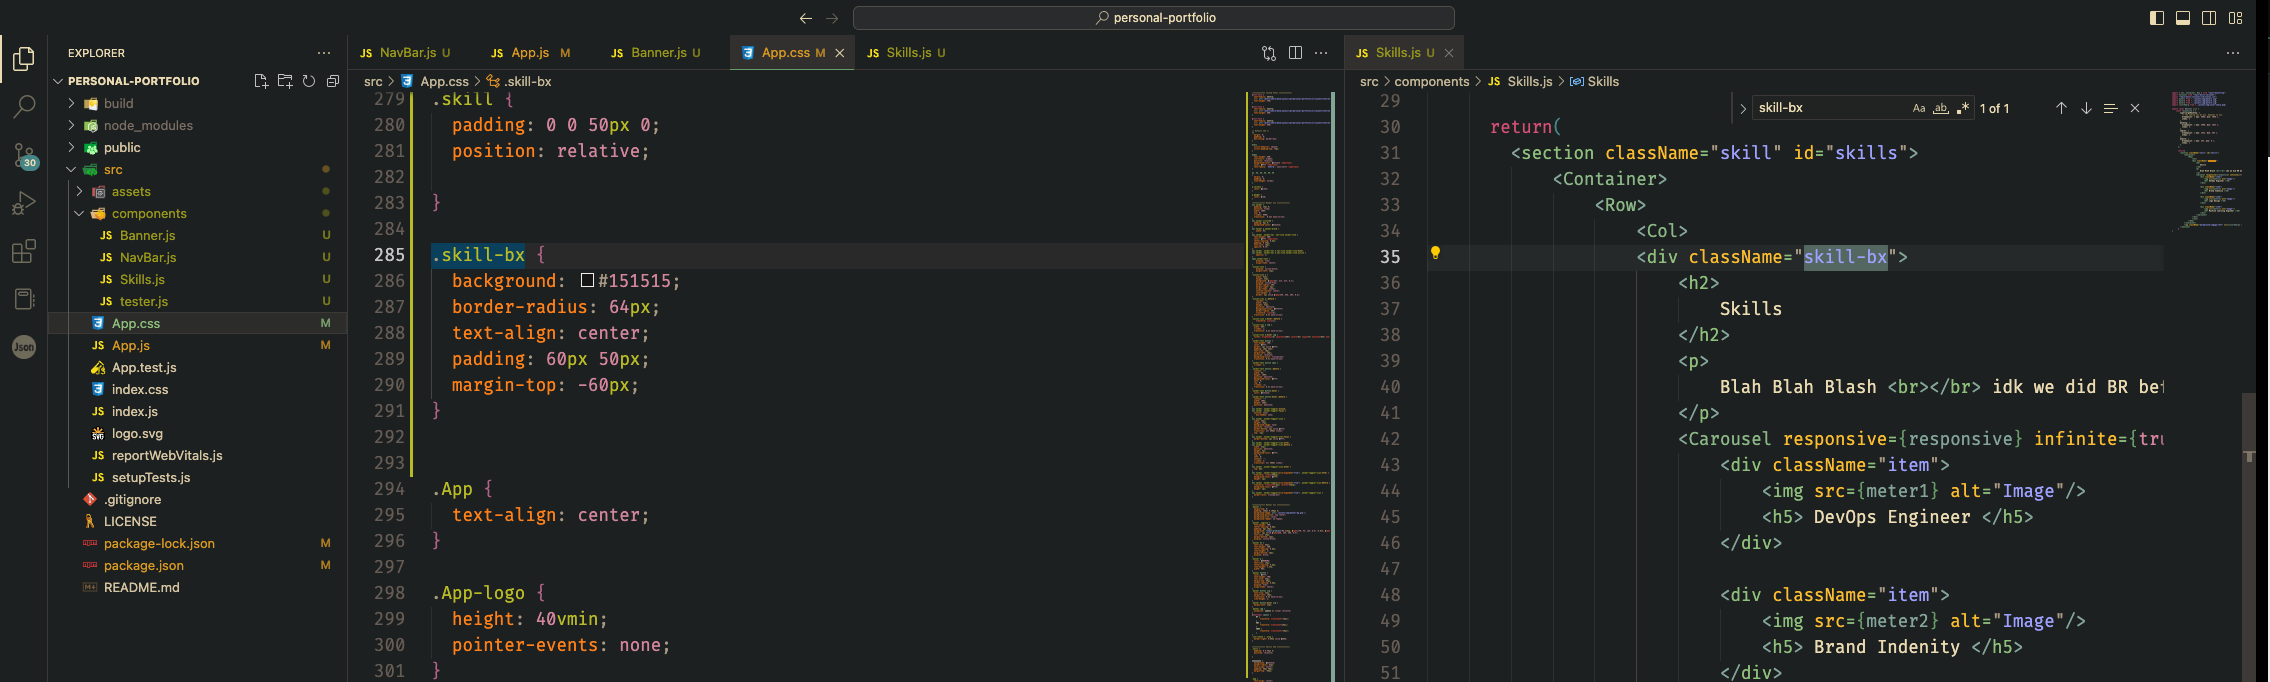 personal-portfolio
EXPLORER
PERSONAL-PORTFOLIO
build
node_modules
public
src
assets
components
JS Banner.js U
JS NavBar.js U
JS Skills.js U
JS tester.js U
App.css M
JS App.js M
App.test.js
index.css
JS index.js
logo.svg
JS reportWebVitals.js
JS setupTests.js
.gitignore
LICENSE
package-lock.json M
package.json M
README.md
30
Json
JS NavBar.js U JS App.js M JS Banner.js U App.css M JS Skills.js U
src > App.css > .skill-bx
279 .skill {
280 padding: 0 0 50px 0;
281 position: relative;
282
283 }
284
285 .skill-bx {
286 background: #151515;
287 border-radius: 64px;
288 text-align: center;
289 padding: 60px 50px;
290 margin-top: -60px;
291 }
292
293
294 .App {
295 text-align: center;
296 }
297
298 .App-logo {
299 height: 40vmin;
300 pointer-events: none;
301 }
JS Skills.js U
src > components > JS Skills.js > Skills
skill-bx Aa ab .* 1 of 1
29
30 return(
31 <section className="skill" id="skills">
32 <Container>
33 <Row>
34 <Col>
35 <div className="skill-bx">
36 <h2>
37 Skills
38 </h2>
39 <p>
40 Blah Blah Blash <br></br> idk we did BR bef
41 </p>
42 <Carousel responsive={responsive} infinite={tru
43 <div className="item">
44 <img src={meter1} alt="Image"/>
45 <h5> DevOps Engineer </h5>
46 </div>
47
48 <div className="item">
49 <img src={meter2} alt="Image"/>
50 <h5> Brand Indenity </h5>
51 </div>